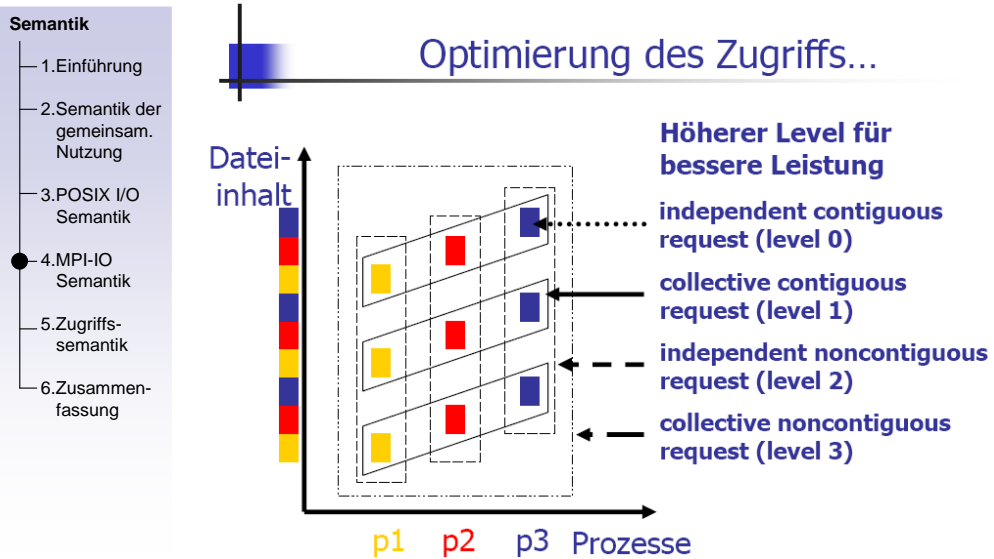 Semantik
1.Einführung
2.Semantik der
gemeinsam.
Nutzung
3.POSIX I/O
Semantik
4.MPI-IO
Semantik
5.Zugriffs-
semantik
6.Zusammen-
fassung
Optimierung des Zugriffs...
Datei-
inhalt
Höherer Level für
bessere Leistung
independent contiguous
request (level 0)
collective contiguous
request (level 1)
independent noncontiguous
request (level 2)
collective noncontiguous
request (level 3)
p1 p2 p3 Prozesse